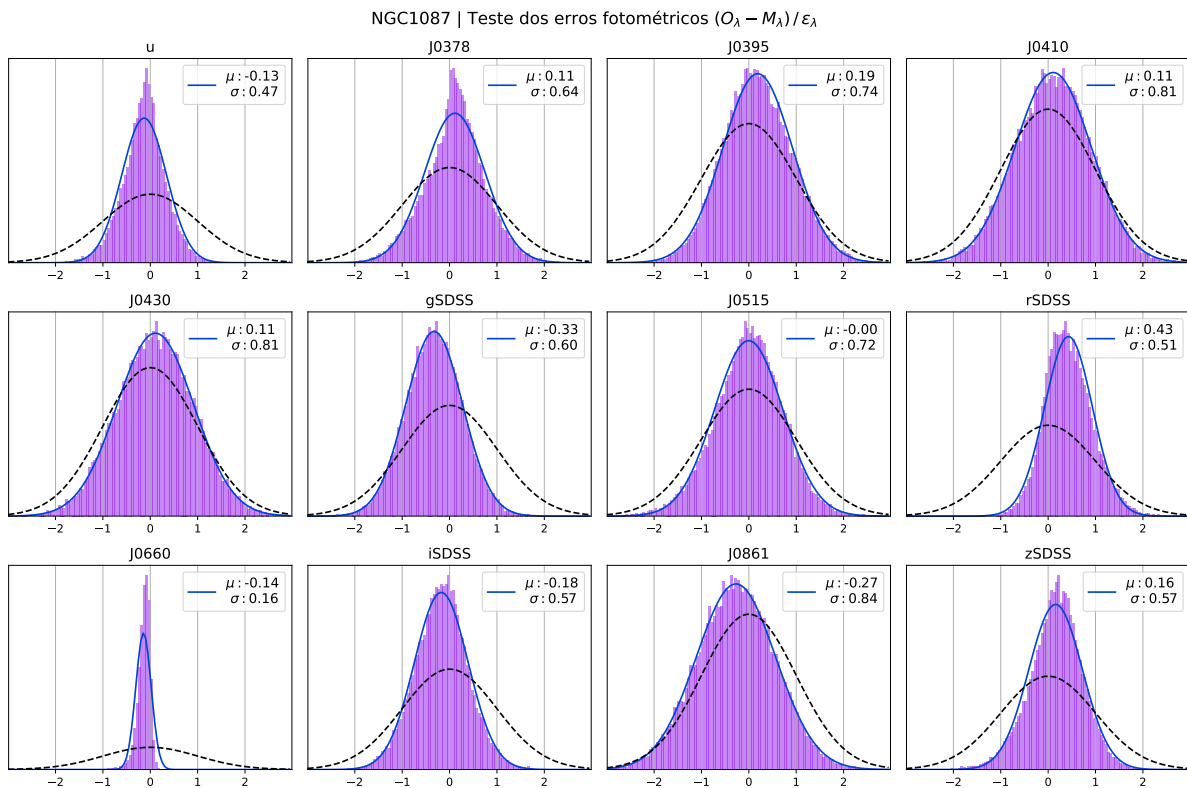 NGC1087 | Teste dos erros fotométricos (Oλ − Mλ) / ελ
u
μ : -0.13
σ : 0.47
−2 −1 0 1 2
J0378
μ : 0.11
σ : 0.64
−2 −1 0 1 2
J0395
μ : 0.19
σ : 0.74
−2 −1 0 1 2
J0410
μ : 0.11
σ : 0.81
−2 −1 0 1 2
J0430
μ : 0.11
σ : 0.81
−2 −1 0 1 2
gSDSS
μ : -0.33
σ : 0.60
−2 −1 0 1 2
J0515
μ : -0.00
σ : 0.72
−2 −1 0 1 2
rSDSS
μ : 0.43
σ : 0.51
−2 −1 0 1 2
J0660
μ : -0.14
σ : 0.16
−2 −1 0 1 2
iSDSS
μ : -0.18
σ : 0.57
−2 −1 0 1 2
J0861
μ : -0.27
σ : 0.84
−2 −1 0 1 2
zSDSS
μ : 0.16
σ : 0.57
−2 −1 0 1 2